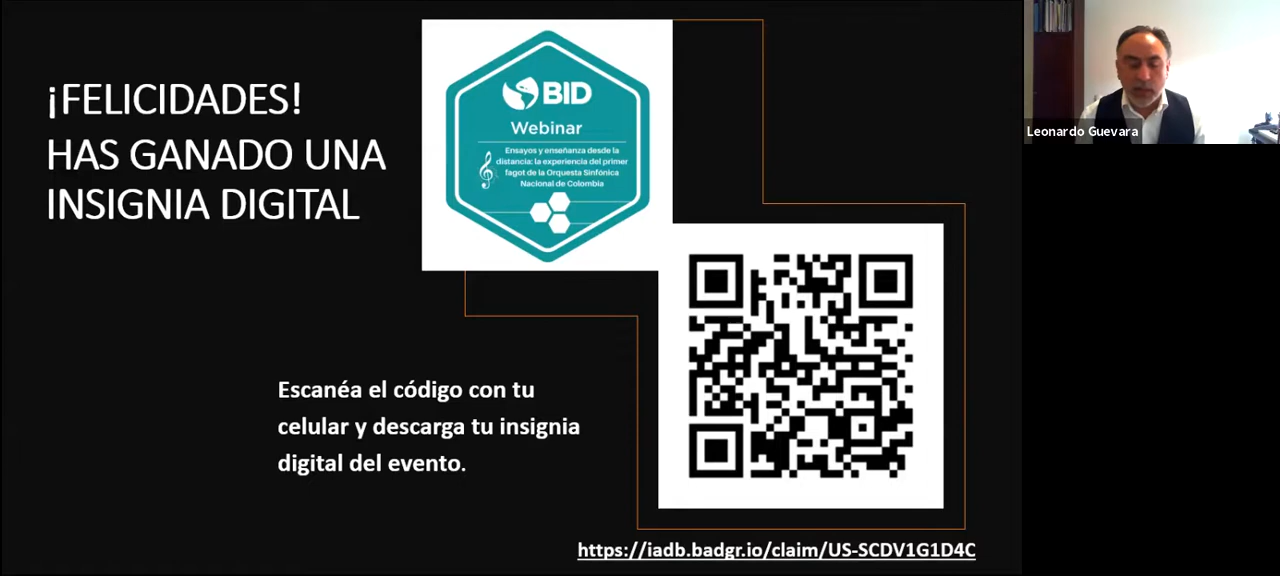 ¡FELICIDADES!
HAS GANADO UNA
INSIGNIA DIGITAL
BID
Webinar
Ensayos y enseñanza desde la
distancia: la experiencia del primer
fagot de la Orquesta Sinfónica
Nacional de Colombia
Escanéa el código con tu
celular y descarga tu insignia
digital del evento.
https://iadb.badgr.io/claim/US-SCDV1G1D4C
Leonardo Guevara